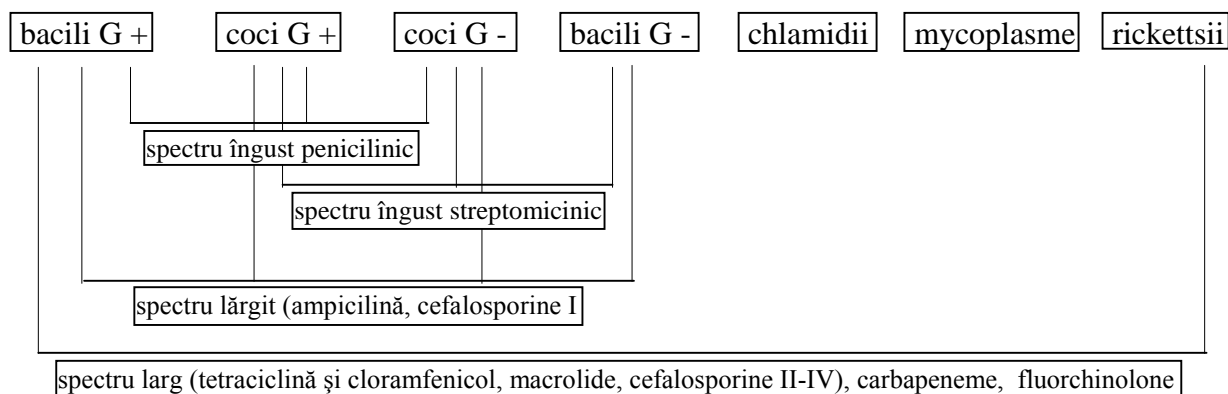 bacili G + coci G + coci G - bacili G - chlamidii mycoplasme rickettsii
spectru îngust penicilinic
spectru îngust streptomicinic
spectru lărgit (ampicilină, cefalosporine I
spectru larg (tetraciclină şi cloramfenicol, macrolide, cefalosporine II-IV), carbapeneme, fluorchinolone